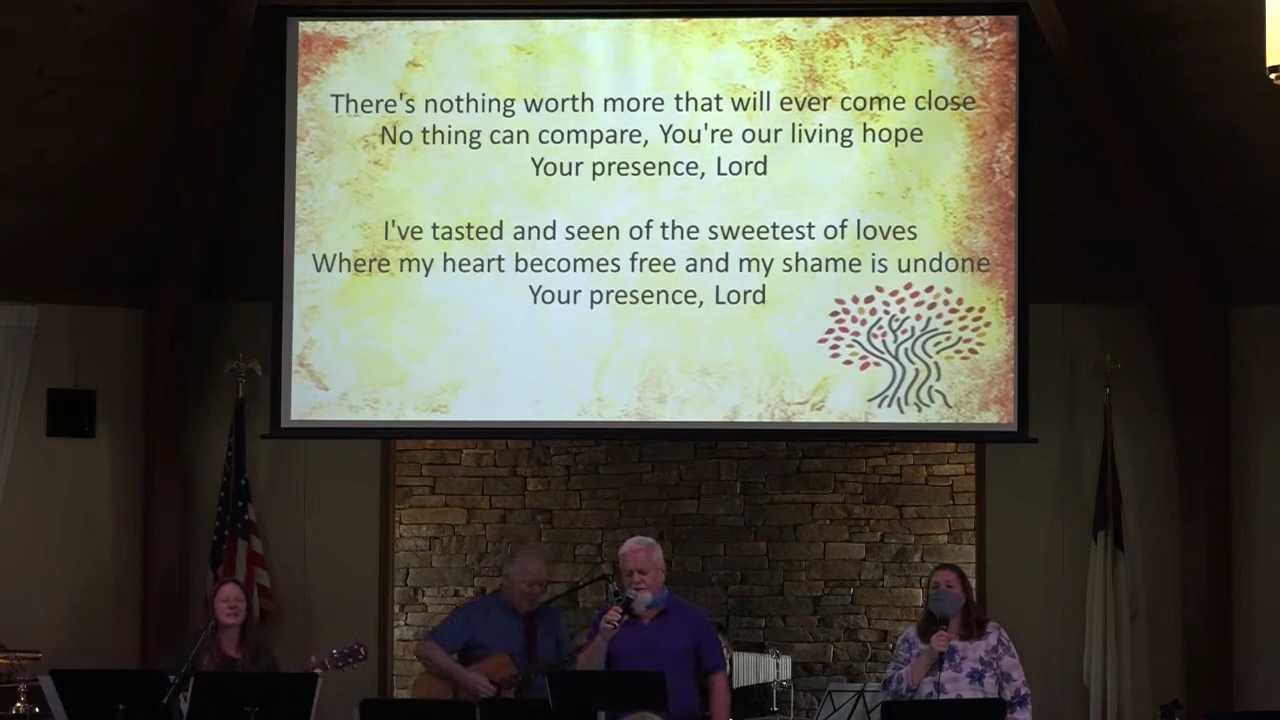 There's nothing worth more that will ever come close
No thing can compare, You're our living hope
Your presence, Lord
I've tasted and seen of the sweetest of loves
Where my heart becomes free and my shame is undone
Your presence, Lord